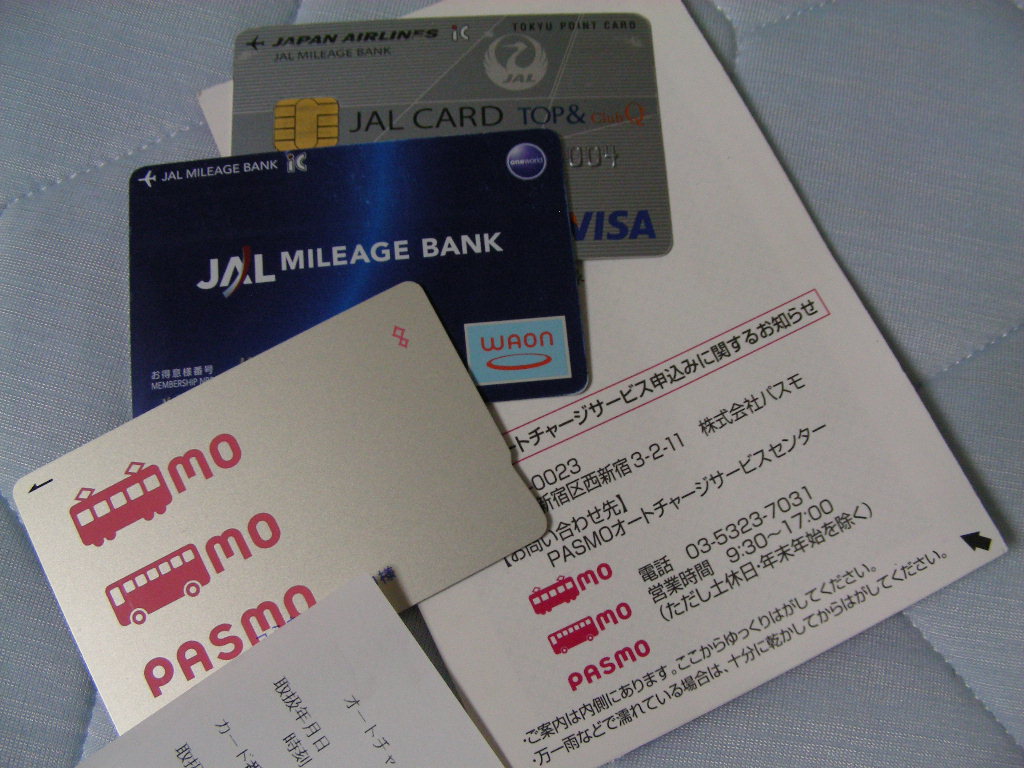 JAPAN AIRLINES iC
JAL MILEAGE BANK
TOKYU POINT CARD
JAL
JAL CARD TOP& ClubQ
004
VISA
JAL MILEAGE BANK iC
oneworld
JAL MILEAGE BANK
WAON
お得意様番号
MEMBERSHIP
mo
mo
PASMO
様
オートチャ
取扱年月日
時刻
カード
取扱
ートチャージサービス申込みに関するお知らせ
0023
新宿区西新宿3-2-11 株式会社パスモ
【お問い合わせ先】
PASMOオートチャージサービスセンター
電話 03-5323-7031
営業時間 9:30~17:00
(ただし土休日・年末年始を除く)
mo
mo
PASMO
・ご案内は内側にあります。ここからゆっくりはがしてください。
・万一雨などで濡れている場合は、十分に乾かしてからはがしてください。